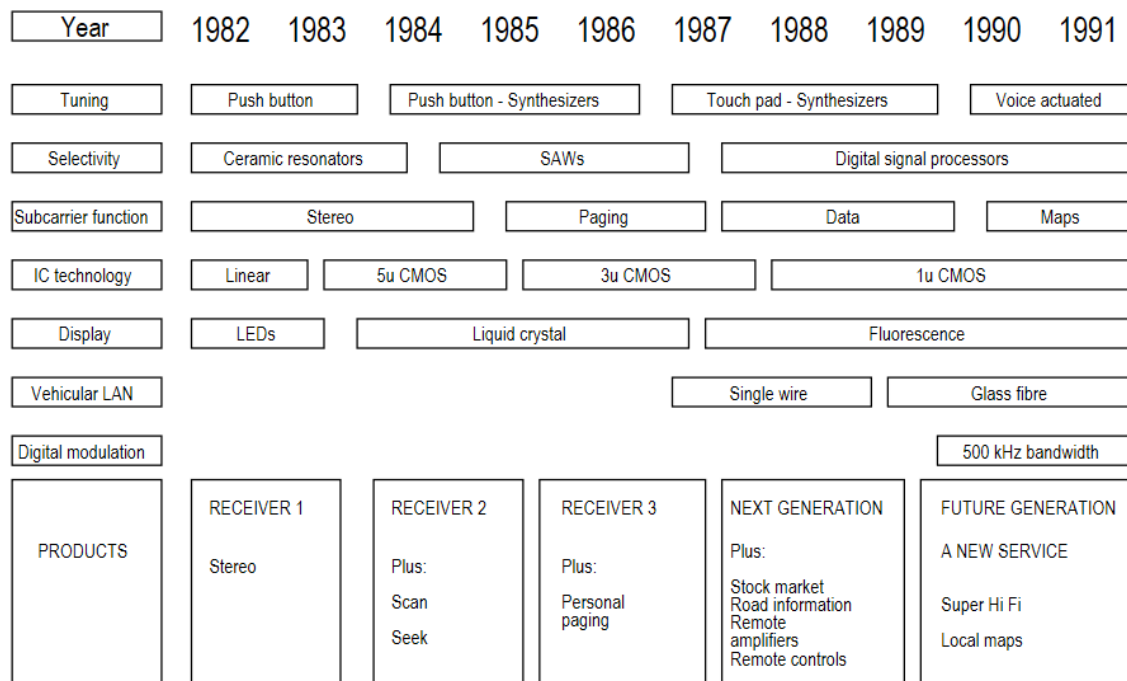 Year 1982 1983 1984 1985 1986 1987 1988 1989 1990 1991
Tuning Push button Push button - Synthesizers Touch pad - Synthesizers Voice actuated
Selectivity Ceramic resonators SAWs Digital signal processors
Subcarrier function Stereo Paging Data Maps
IC technology Linear 5u CMOS 3u CMOS 1u CMOS
Display LEDs Liquid crystal Fluorescence
Vehicular LAN Single wire Glass fibre
Digital modulation 500 kHz bandwidth
PRODUCTS
RECEIVER 1
Stereo
RECEIVER 2
Plus:
Scan
Seek
RECEIVER 3
Plus:
Personal
paging
NEXT GENERATION
Plus:
Stock market
Road information
Remote
amplifiers
Remote controls
FUTURE GENERATION
A NEW SERVICE
Super Hi Fi
Local maps